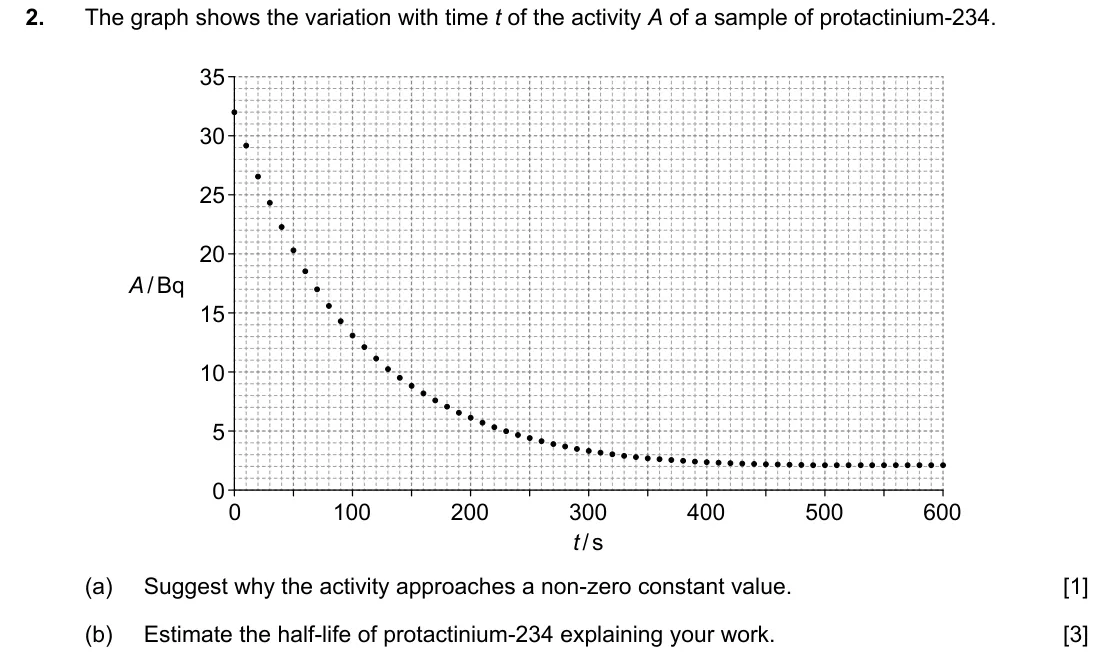 2. The graph shows the variation with time t of the activity A of a sample of protactinium-234.
35
30
25
20
A/Bq
15
10
5
0
0 100 200 300 400 500 600
t/s
(a) Suggest why the activity approaches a non-zero constant value. [1]
(b) Estimate the half-life of protactinium-234 explaining your work. [3]